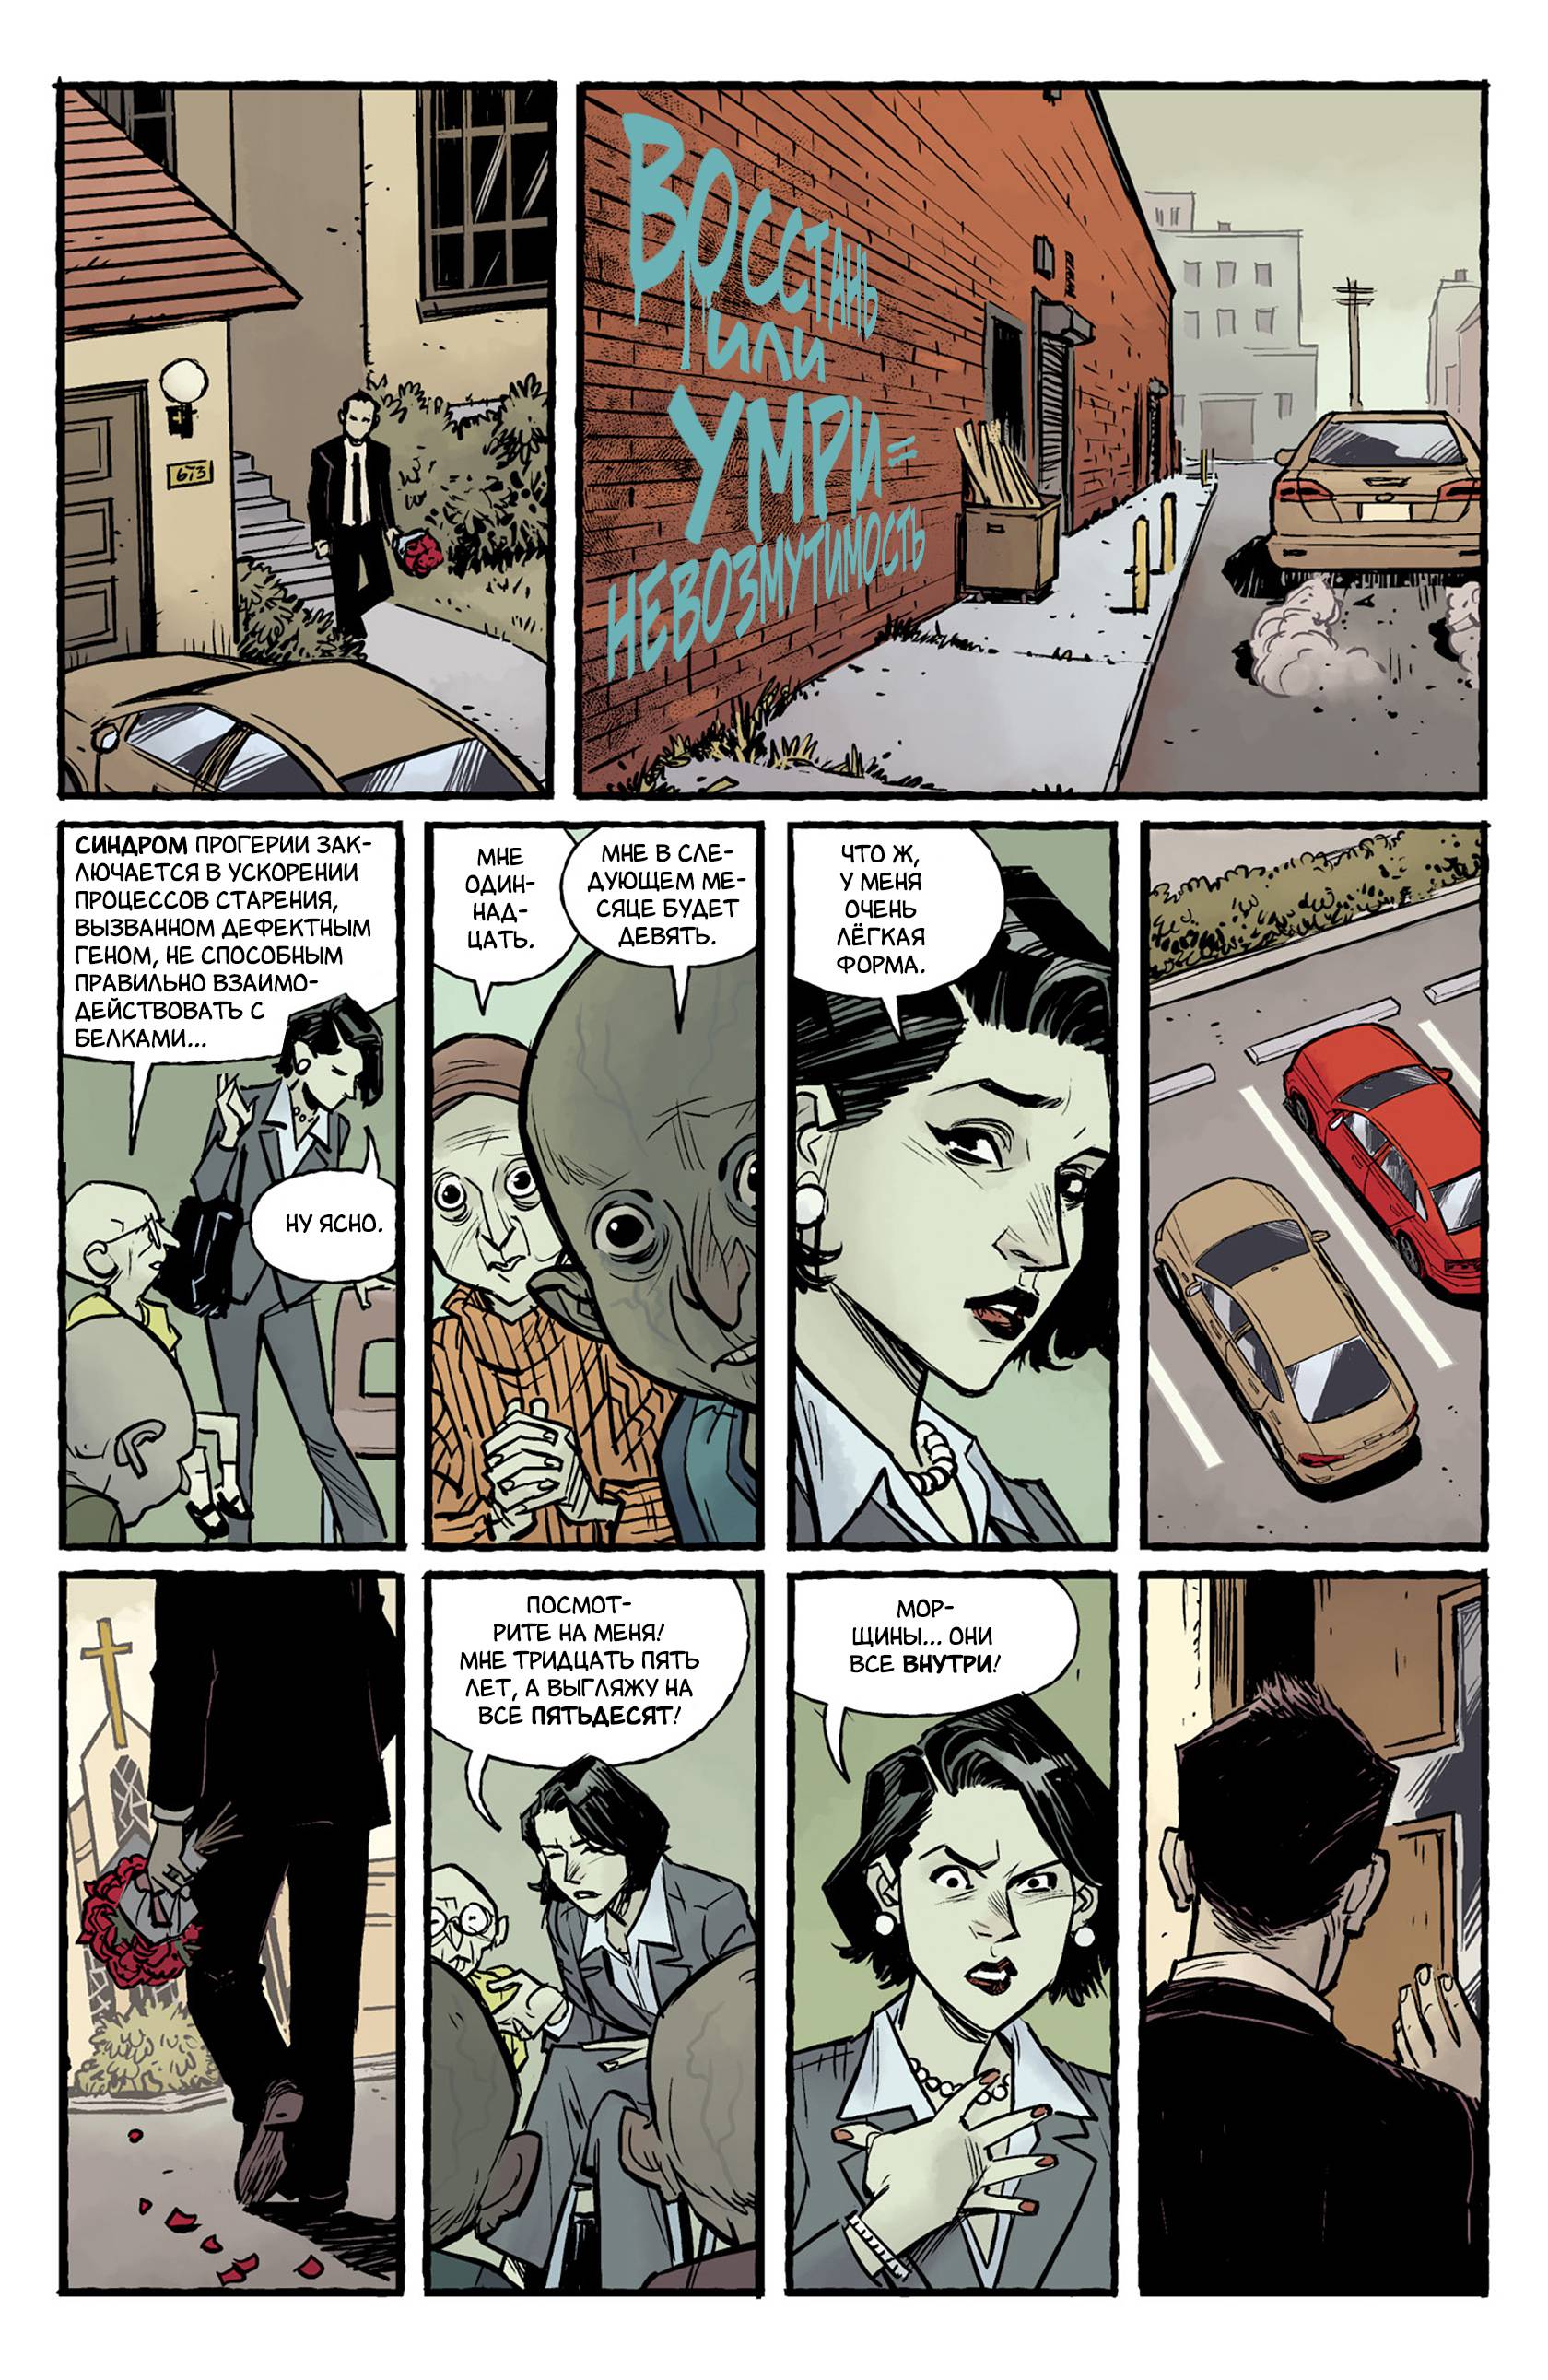 673
ВОССТАНЬ
ИЛИ
УМРИ=
НЕВОЗМУТИМОСТЬ
СИНДРОМ ПРОГЕРИИ ЗАК-
ЛЮЧАЕТСЯ В УСКОРЕНИИ
ПРОЦЕССОВ СТАРЕНИЯ,
ВЫЗВАННОМ ДЕФЕКТНЫМ
ГЕНОМ, НЕ СПОСОБНЫМ
ПРАВИЛЬНО ВЗАИМО-
ДЕЙСТВОВАТЬ С
БЕЛКАМИ...
НУ ЯСНО.
МНЕ
ОДИН-
НАД-
ЦАТЬ.
МНЕ В СЛЕ-
ДУЮЩЕМ МЕ-
СЯЦЕ БУДЕТ
ДЕВЯТЬ.
ЧТО Ж,
У МЕНЯ
ОЧЕНЬ
ЛЁГКАЯ
ФОРМА.
ПОСМОТ-
РИТЕ НА МЕНЯ!
МНЕ ТРИДЦАТЬ ПЯТЬ
ЛЕТ, А ВЫГЛЯЖУ НА
ВСЕ ПЯТЬДЕСЯТ!
МОР-
ЩИНЫ... ОНИ
ВСЕ ВНУТРИ!